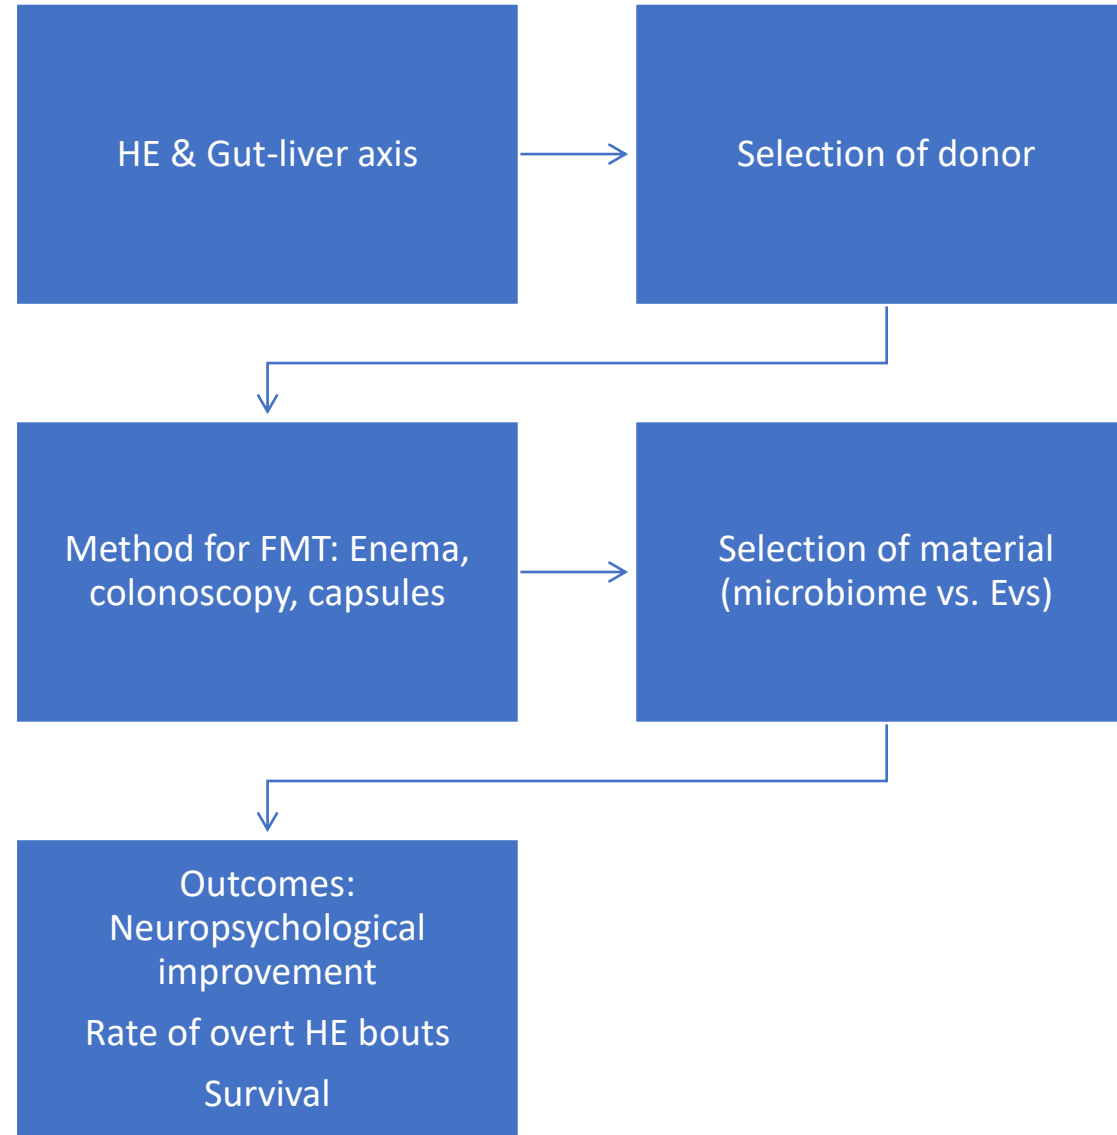 HE & Gut-liver axis
Selection of donor
Method for FMT: Enema,
colonoscopy, capsules
Selection of material
(microbiome vs. Evs)
Outcomes:
Neuropsychological
improvement
Rate of overt HE bouts
Survival